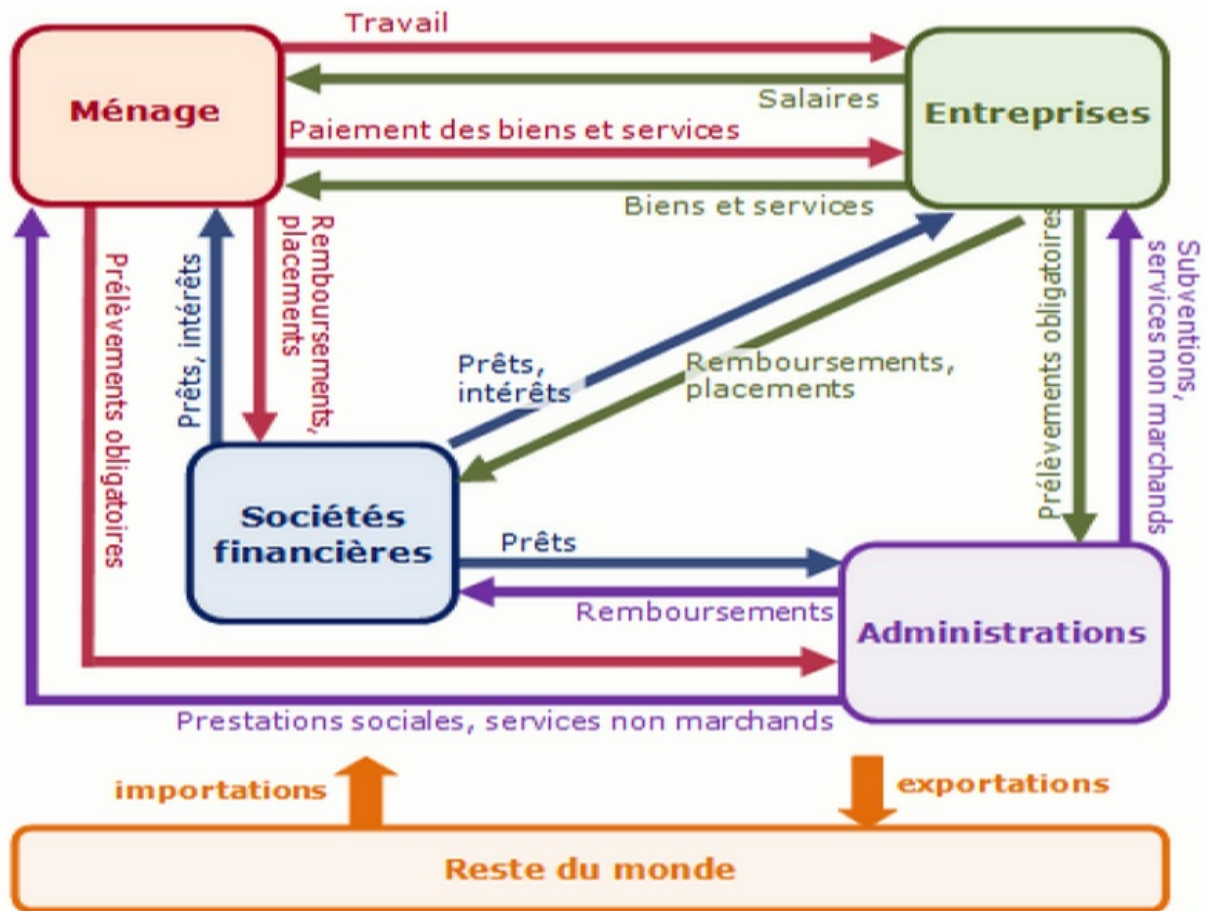 Travail
Ménage
Entreprises
Salaires
Paiement des biens et services
Biens et services
Prélèvements obligatoires
Prêts, intérêts
Remboursements,
placements
Prêts,
intérêts
Remboursements,
placements
Prélèvements obligatoires
Subventions,
services non marchands
Sociétés
financières
Prêts
Remboursements
Administrations
Prestations sociales, services non marchands
importations
exportations
Reste du monde